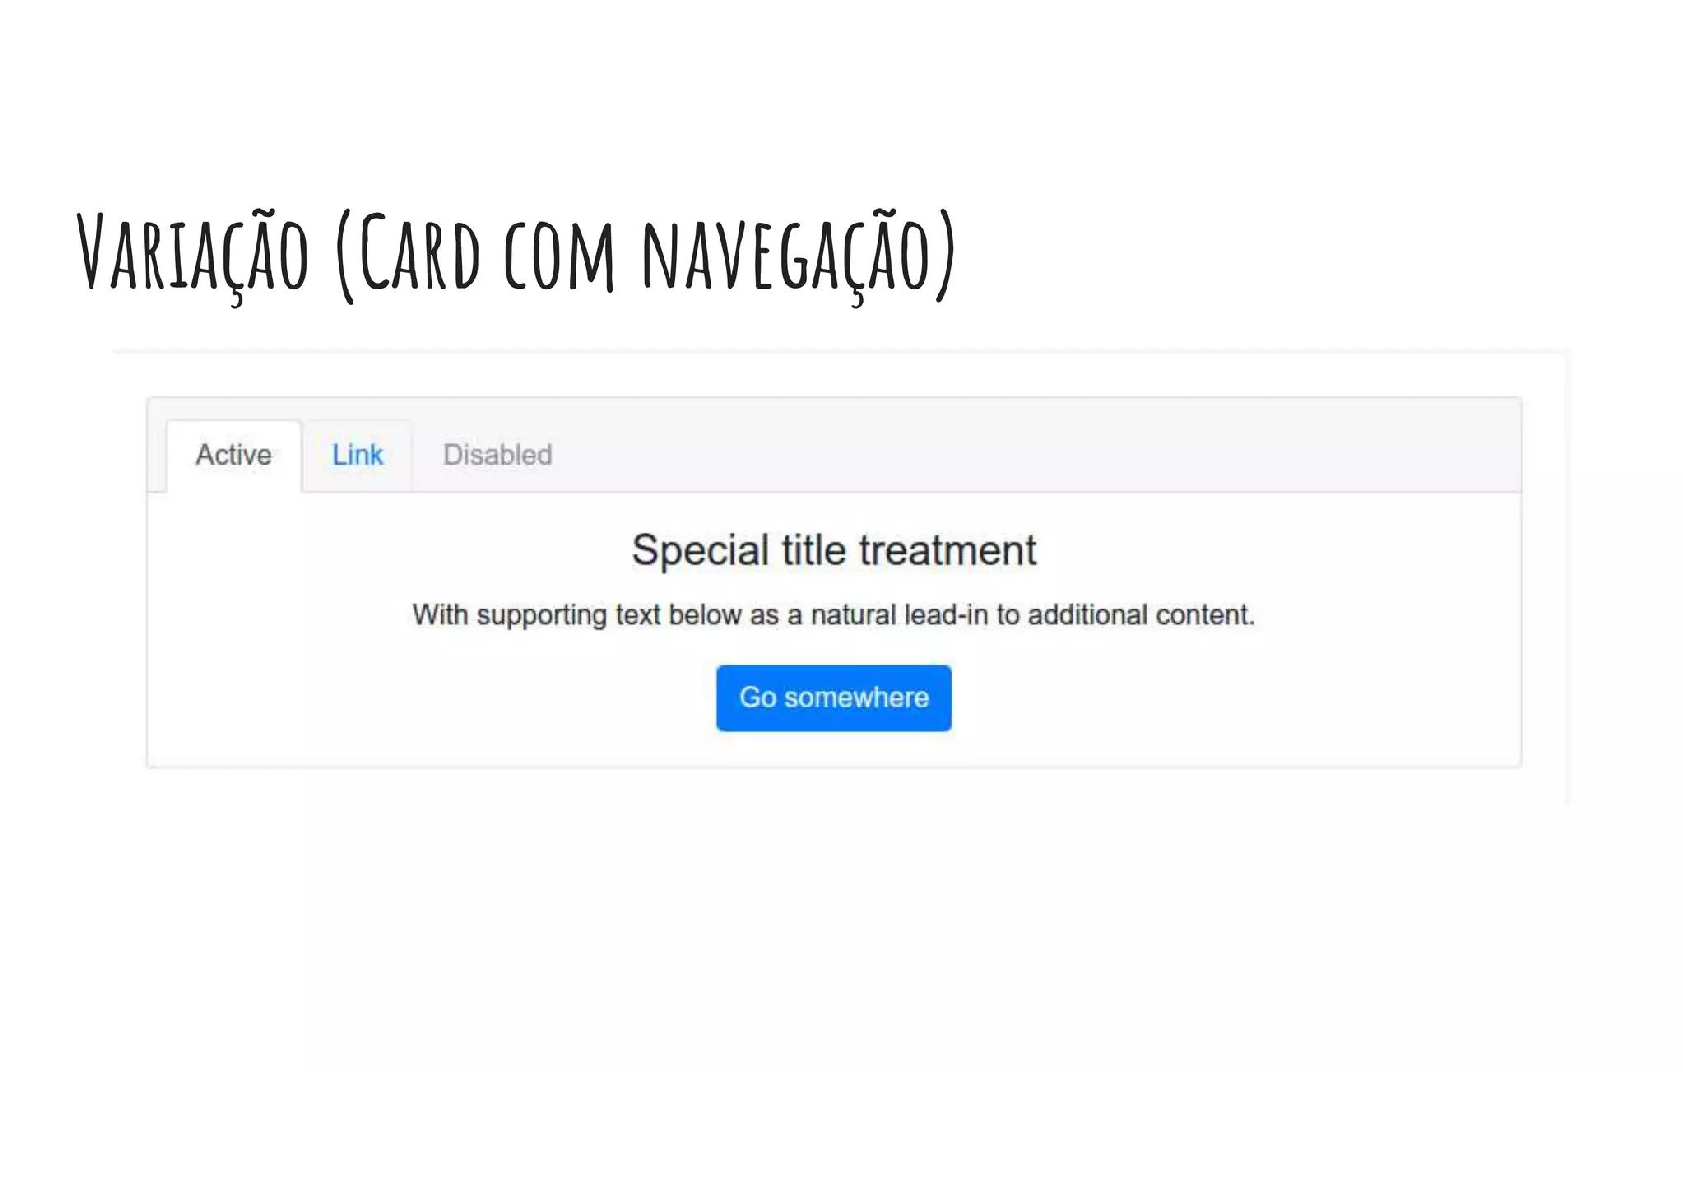 Variação (Card com navegação)
Active Link Disabled
Special title treatment
With supporting text below as a natural lead-in to additional content.
Go somewhere